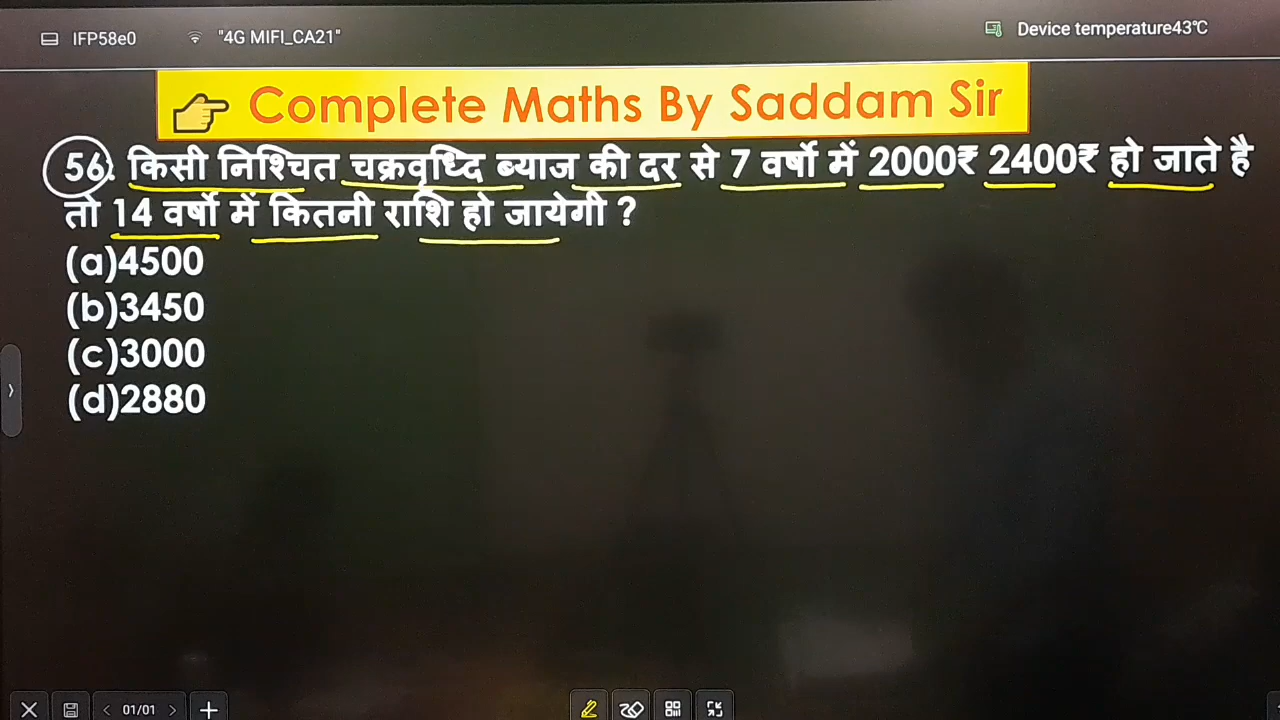 IFP58e0 "4G MIFI_CA21" Device temperature43℃
Complete Maths By Saddam Sir
56. किसी निश्चित चक्रवृध्दि ब्याज की दर से 7 वर्षो में 2000₹ 2400₹ हो जाते है
तो 14 वर्षो में कितनी राशि हो जायेगी ?
(a)4500
(b)3450
(c)3000
(d)2880
01/01